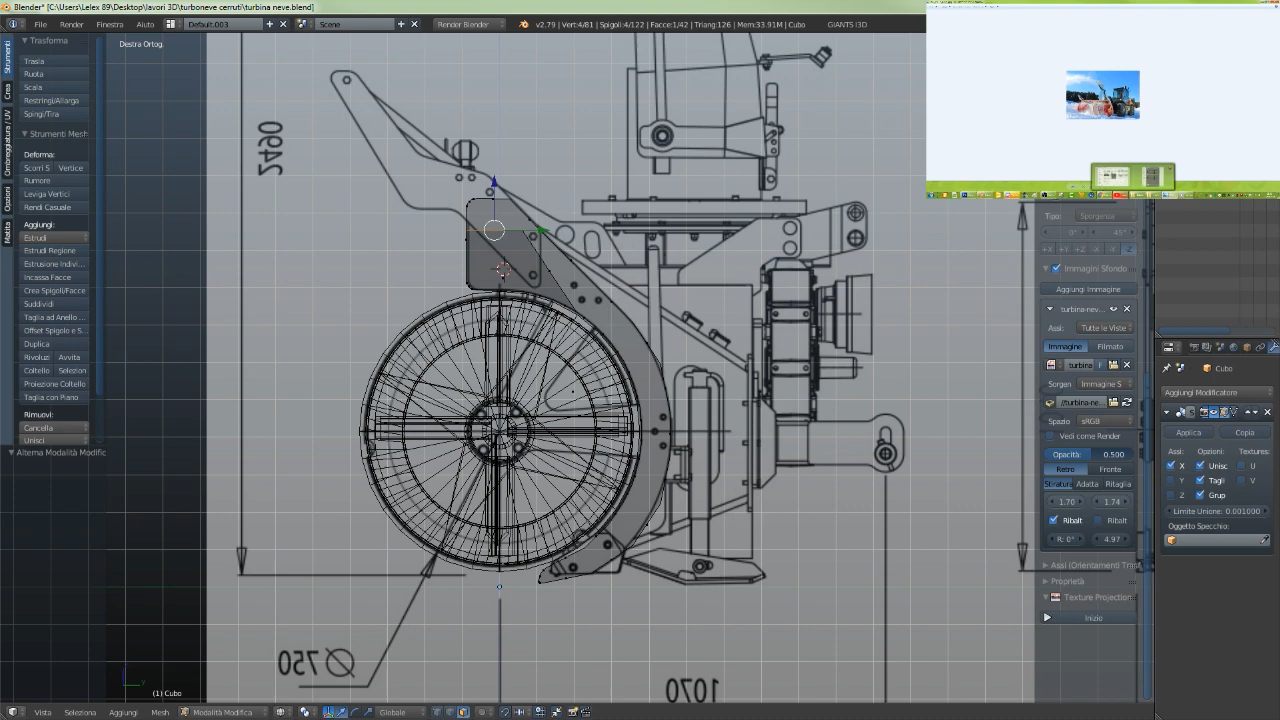 Blender* [C:\Users\Lelex 89\Desktop\lavori 3D\turboneve cerruti\turbina neve.blend]
File Render Finestra Aiuto Default.003 Scene Render Blender v2.79 | Vert:4/81 | Spigoli:4/122 | Facce:1/42 | Triang:126 | Mem:33.91M | Cubo GIANTS I3D
Strumenti
Crea
Ombreggiatura / UV
Opzioni
Matita
Trasforma
Trasla
Ruota
Scala
Restringi/Allarga
Spingi/Tira
Strumenti Mesh
Deforma:
Scorri S Vertice
Rumore
Leviga Vertici
Rendi Casuale
Aggiungi:
Estrudi
Estrudi Regione
Estrusione Indivi...
Incassa Facce
Crea Spigoli/Facce
Suddividi
Taglia ad Anello ...
Offset Spigolo e S...
Duplica
Rivoluz Avvita
Coltello Selezion
Proiezione Coltello
Taglia con Piano
Rimuovi:
Cancella
Unisci
Alterna Modalità Modific
Destra Ortog.
2490
Ø 750
1070
(1) Cubo
Tipo: Sporgenza
0° 45°
+X +Y +Z -X -Y -Z
Immagini Sfondo
Aggiungi Immagine
turbina-nev...
Assi: Tutte le Viste
Immagine Filmato
turbina F
Sorgen Immagine S
//turbina-ne...
Spazio sRGB
Vedi come Render
Opacità: 0.500
Retro Fronte
Stiratura Adatta Ritaglia
1.70 1.74
Ribalt Ribalt
R: 0° 4.97
Assi (Orientamenti Trasf
Proprietà
Texture Projection
Inizio
Cubo
Aggiungi Modificatore
Applica Copia
Assi: Opzioni: Textures:
X Unisc U
Y Tagli V
Z Grup
Limite Unione: 0.001000
Oggetto Specchio:
Vista Seleziona Aggiungi Mesh Modalità Modifica Globale